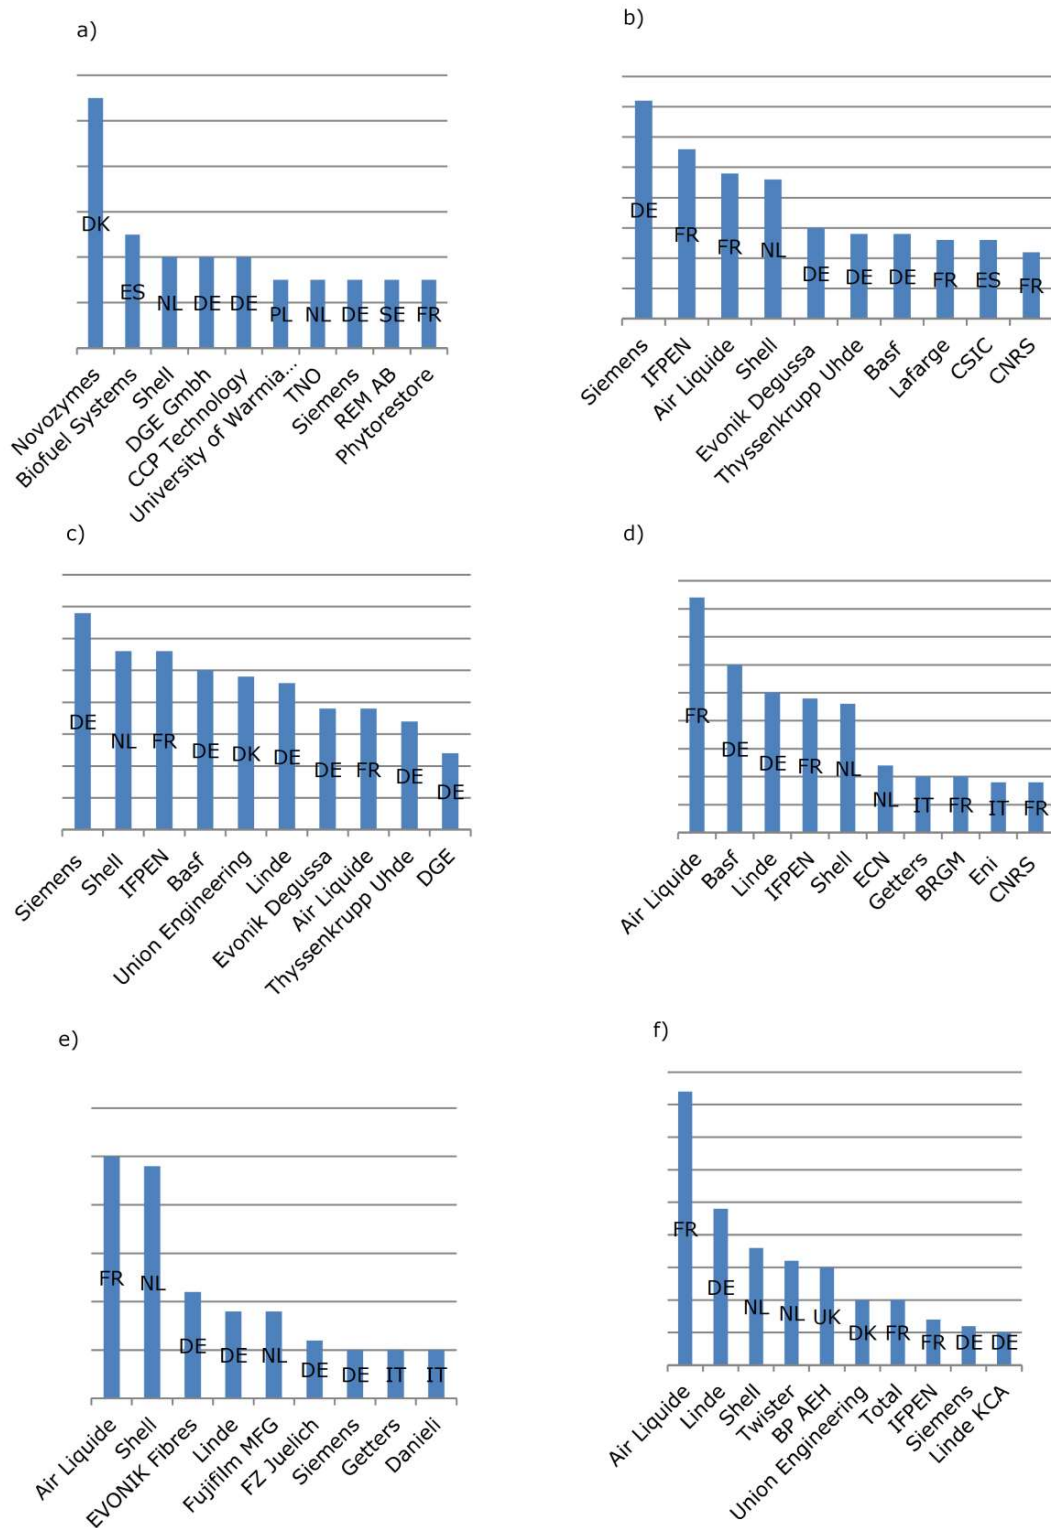 a)
DK
ES
NL
DE
DE
PL
NL
DE
SE
FR
Novozymes
Biofuel Systems
Shell
DGE Gmbh
CCP Technology
University of Warmia...
TNO
Siemens
REM AB
Phytorestore
b)
DE
FR
FR
NL
DE
DE
DE
FR
ES
FR
Siemens
IFPEN
Air Liquide
Shell
Evonik Degussa
Thyssenkrupp Uhde
Basf
Lafarge
CSIC
CNRS
c)
DE
NL
FR
DE
DK
DE
DE
FR
DE
DE
Siemens
Shell
IFPEN
Basf
Union Engineering
Linde
Evonik Degussa
Air Liquide
Thyssenkrupp Uhde
DGE
d)
FR
DE
DE
FR
NL
NL
IT
FR
IT
FR
Air Liquide
Basf
Linde
IFPEN
Shell
ECN
Getters
BRGM
Eni
CNRS
e)
FR
NL
DE
DE
NL
DE
DE
IT
IT
Air Liquide
Shell
EVONIK Fibres
Linde
Fujifilm MFG
FZ Juelich
Siemens
Getters
Danieli
f)
FR
DE
NL
NL
UK
DK
FR
FR
DE
DE
Air Liquide
Linde
Shell
Twister
BP AEH
Union Engineering
Total
IFPEN
Siemens
Linde KCA